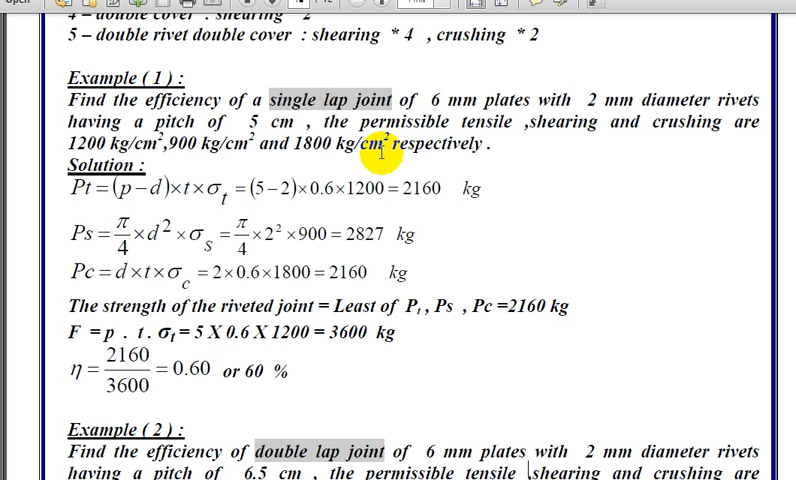 Open
4 – double cover : shearing * 2
5 – double rivet double cover : shearing * 4 , crushing * 2
Example ( 1 ) :
Find the efficiency of a single lap joint of 6 mm plates with 2 mm diameter rivets
having a pitch of 5 cm , the permissible tensile ,shearing and crushing are
1200 kg/cm²,900 kg/cm² and 1800 kg/cm² respectively .
Solution :
Pt = (p − d) × t × σt = (5 − 2) × 0.6 × 1200 = 2160 kg
Ps = π/4 × d² × σS = π/4 × 2² × 900 = 2827 kg
Pc = d × t × σc = 2 × 0.6 × 1800 = 2160 kg
The strength of the riveted joint = Least of Pt , Ps , Pc =2160 kg
F = p . t . σt = 5 X 0.6 X 1200 = 3600 kg
η = 2160/3600 = 0.60 or 60 %
Example ( 2 ) :
Find the efficiency of double lap joint of 6 mm plates with 2 mm diameter rivets
having a pitch of 6.5 cm , the permissible tensile ,shearing and crushing are